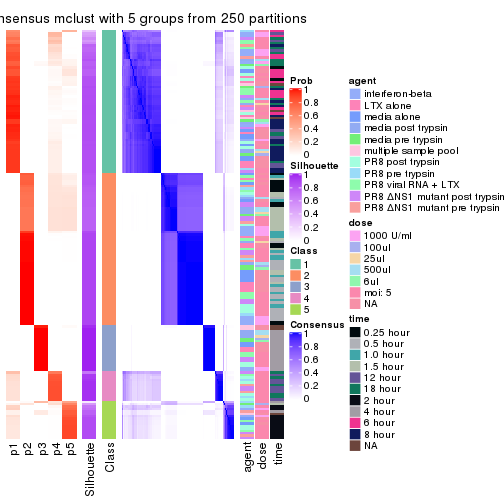 nsensus mclust with 5 groups from 250 partitions
Prob
1
0.8
0.6
0.4
0.2
0
Silhouette
1
0.8
0.6
0.4
0.2
0
Class
1
2
3
4
5
Consensus
1
0.8
0.6
0.4
0.2
0
agent
interferon-beta
LTX alone
media alone
media post trypsin
media pre trypsin
multiple sample pool
PR8 post trypsin
PR8 pre trypsin
PR8 viral RNA + LTX
PR8 ΔNS1 mutant post trypsin
PR8 ΔNS1 mutant pre trypsin
dose
1000 U/ml
100ul
25ul
500ul
6ul
moi: 5
NA
time
0.25 hour
0.5 hour
1.0 hour
1.5 hour
12 hour
18 hour
2 hour
4 hour
6 hour
8 hour
NA
p1
p2
p3
p4
p5
Silhouette
Class
agent
dose
time